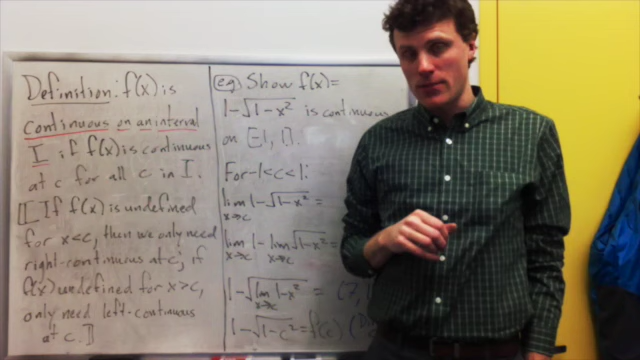 Definition: f(x) is
continuous on an interval
I if f(x) is continuous
at c for all c in I.
[[If f(x) is undefined
for x<c, then we only need
right-continuous at c; if
f(x) undefined for x>c,
only need left-continuous
at c.]]
(e.g.) Show f(x)=
1-√(1-x²) is continuous
on [-1, 1].
For -1<c<1:
lim x→c 1-√(1-x²) =
lim x→c 1 - lim x→c √(1-x²) =
1-√(lim x→c 1-x²) = (7,
1-√(1-c²) = f(c)